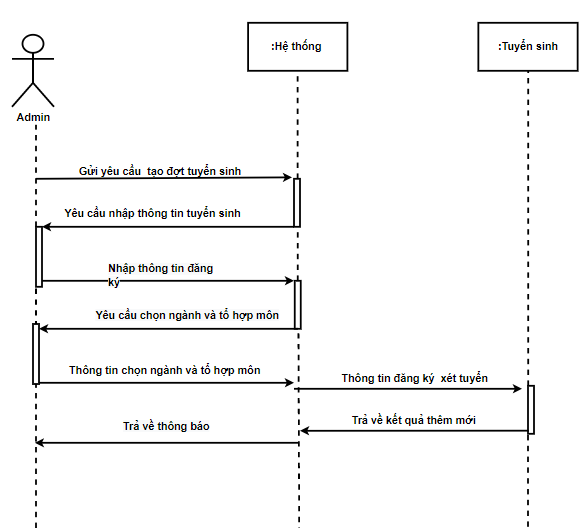 :Hệ thống
:Tuyển sinh
Admin
Gửi yêu cầu tạo đợt tuyển sinh
Yêu cầu nhập thông tin tuyển sinh
Nhập thông tin đăng
ký
Yêu cầu chọn ngành và tổ hợp môn
Thông tin chọn ngành và tổ hợp môn
Thông tin đăng ký xét tuyển
Trả về kết quả thêm mới
Trả về thông báo